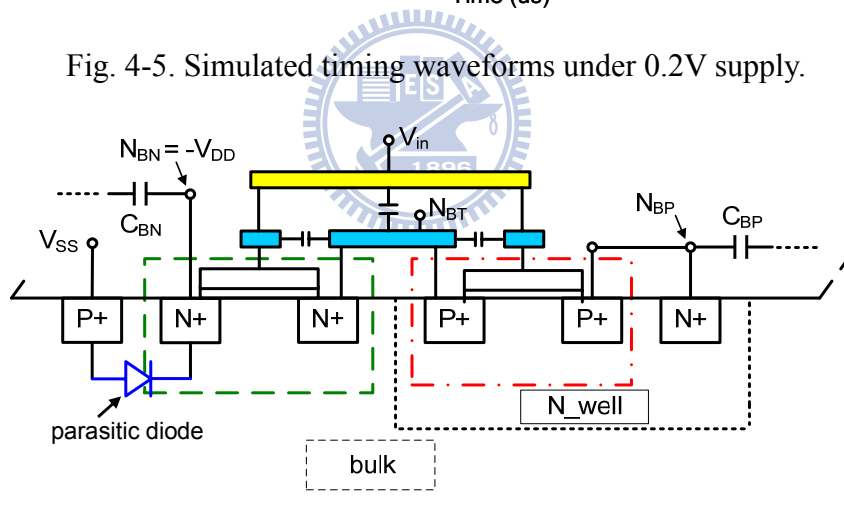 Time (us)
Fig. 4-5. Simulated timing waveforms under 0.2V supply.
E S A
1896
V_in
N_BN = -V_DD
N_BT
N_BP
C_BP
C_BN
V_SS
P+ N+ N+ P+ P+ N+
N_well
parasitic diode
bulk